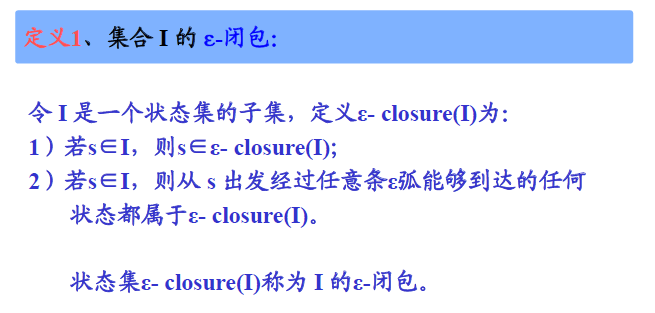 定义1、集合 I 的 ε-闭包:
令 I 是一个状态集的子集，定义ε- closure(I)为:
1）若s∈I，则s∈ε- closure(I);
2）若s∈I，则从 s 出发经过任意条ε弧能够到达的任何
状态都属于ε- closure(I)。
状态集ε- closure(I)称为 I 的ε-闭包。